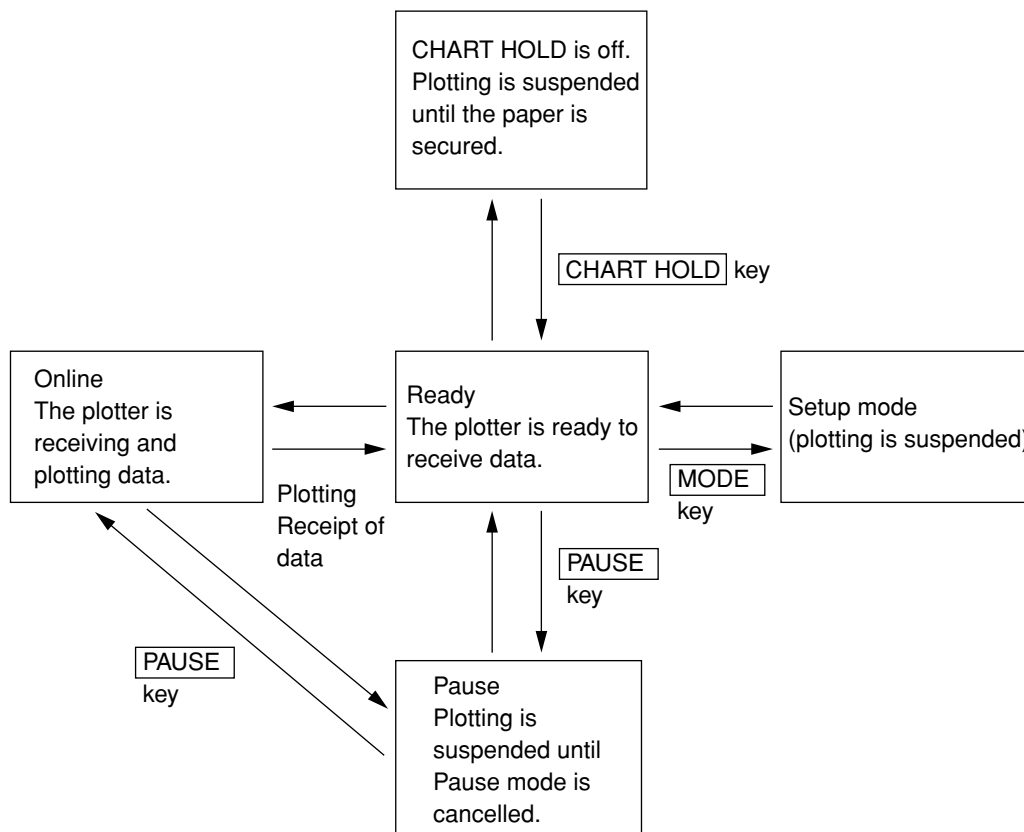 CHART HOLD is off.
Plotting is suspended
until the paper is
secured.
CHART HOLD key
Online
The plotter is
receiving and
plotting data.
Ready
The plotter is ready to
receive data.
Setup mode
(plotting is suspended)
MODE
key
Plotting
Receipt of
data
PAUSE
key
PAUSE
key
Pause
Plotting is
suspended until
Pause mode is
cancelled.